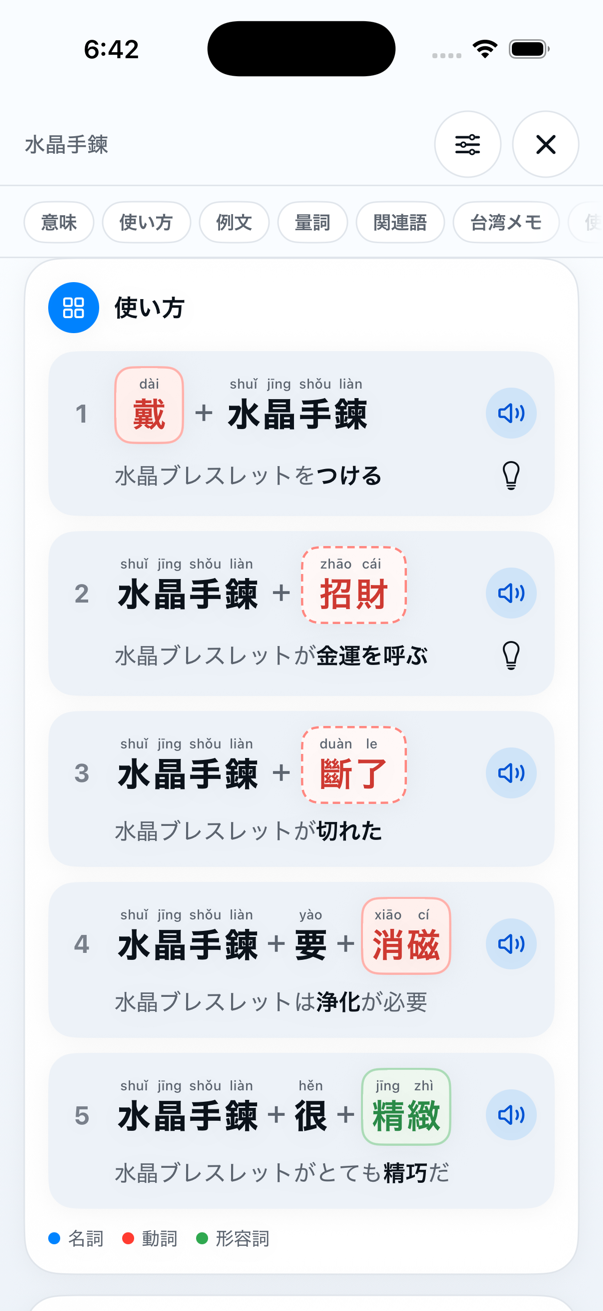 6:42
水晶手鍊
意味 使い方 例文 量詞 関連語 台湾メモ
使い方
dài shuǐ jīng shǒu liàn
1 戴 + 水晶手鍊
水晶ブレスレットをつける
shuǐ jīng shǒu liàn zhāo cái
2 水晶手鍊 + 招財
水晶ブレスレットが金運を呼ぶ
shuǐ jīng shǒu liàn duàn le
3 水晶手鍊 + 斷了
水晶ブレスレットが切れた
shuǐ jīng shǒu liàn yào xiāo cí
4 水晶手鍊 + 要 + 消磁
水晶ブレスレットは浄化が必要
shuǐ jīng shǒu liàn hěn jīng zhì
5 水晶手鍊 + 很 + 精緻
水晶ブレスレットがとても精巧だ
名詞 動詞 形容詞